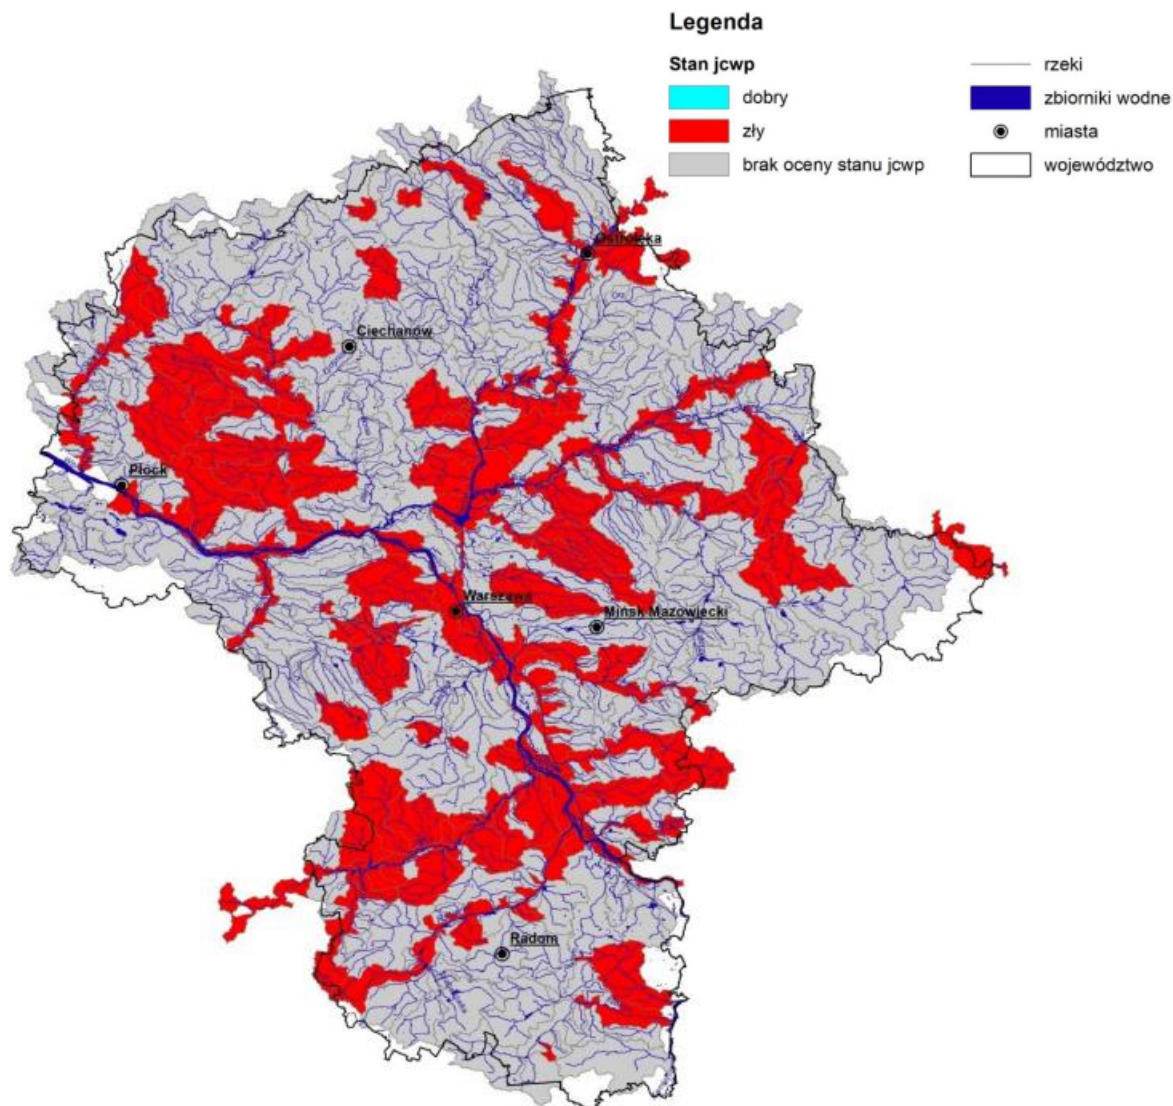 Legenda
Stan jcwp
dobry
zły
brak oceny stanu jcwp
rzeki
zbiorniki wodne
miasta
województwo
Ostrołęka
Ciechanów
Płock
Warszawa
Mińsk Mazowiecki
Radom